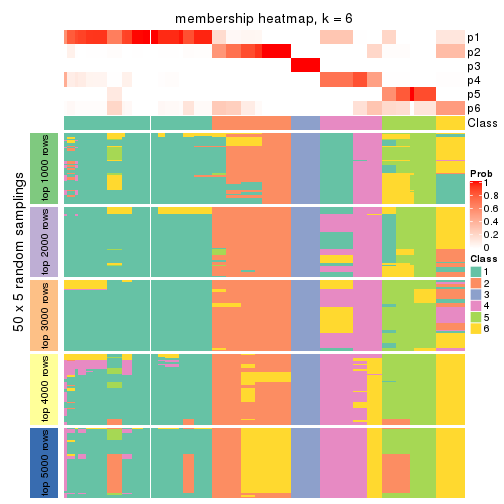 membership heatmap, k = 6
p1
p2
p3
p4
p5
p6
Class
50 x 5 random samplings
top 1000 rows
top 2000 rows
top 3000 rows
top 4000 rows
top 5000 rows
Prob
1
0.8
0.6
0.4
0.2
0
Class
1
2
3
4
5
6